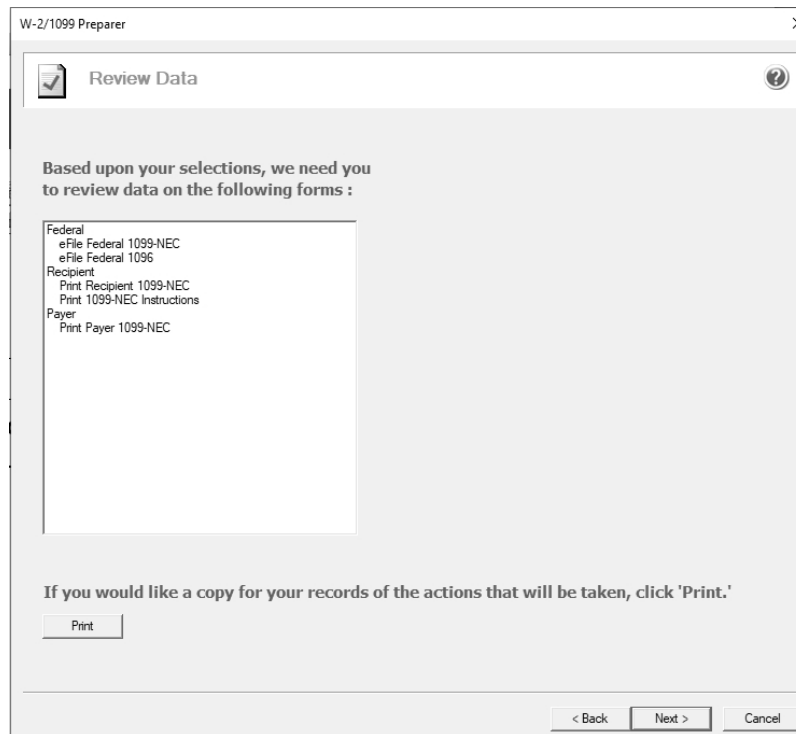 W-2/1099 Preparer
Review Data
Based upon your selections, we need you
to review data on the following forms :
Federal
eFile Federal 1099-NEC
eFile Federal 1096
Recipient
Print Recipient 1099-NEC
Print 1099-NEC Instructions
Payer
Print Payer 1099-NEC
If you would like a copy for your records of the actions that will be taken, click 'Print.'
Print
< Back Next > Cancel